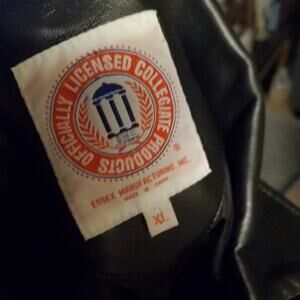 OFFICIALLY LICENSED COLLEGIATE PRODUCTS
®
ESSEX MANUFACTURING, INC.
MADE IN CHINA
XL